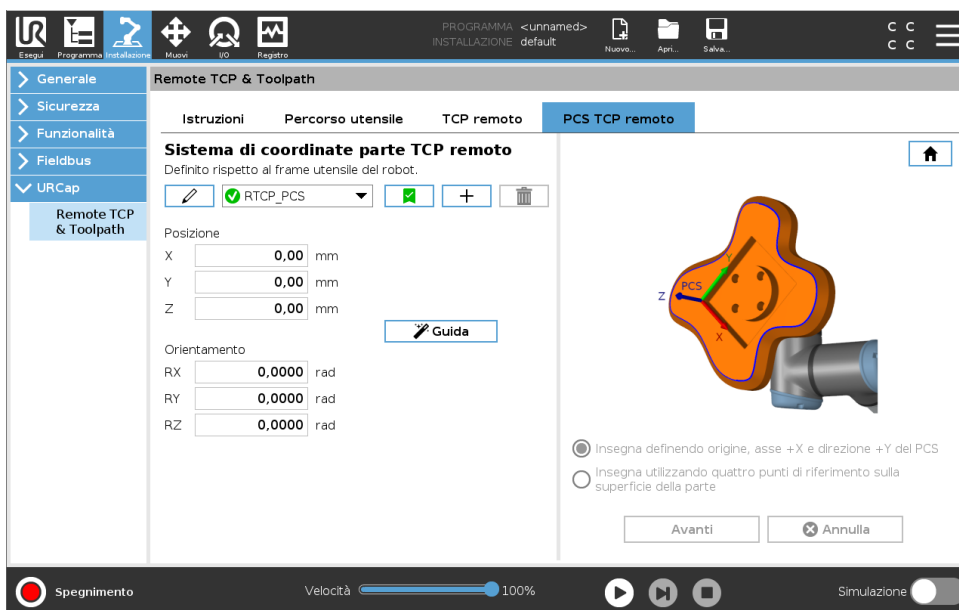 PROGRAMMA <unnamed>
INSTALLAZIONE default
Esegui Programma Installazione Muovi I/O Registro Nuovo... Apri... Salva...
C C
C C
Generale
Sicurezza
Funzionalità
Fieldbus
URCap
Remote TCP
& Toolpath
Remote TCP & Toolpath
Istruzioni Percorso utensile TCP remoto PCS TCP remoto
Sistema di coordinate parte TCP remoto
Definito rispetto al frame utensile del robot.
RTCP_PCS
Posizione
X 0,00 mm
Y 0,00 mm
Z 0,00 mm
Guida
Orientamento
RX 0,0000 rad
RY 0,0000 rad
RZ 0,0000 rad
Y
Z PCS
X
Insegna definendo origine, asse +X e direzione +Y del PCS
Insegna utilizzando quattro punti di riferimento sulla
superficie della parte
Avanti Annulla
Spegnimento Velocità 100% Simulazione